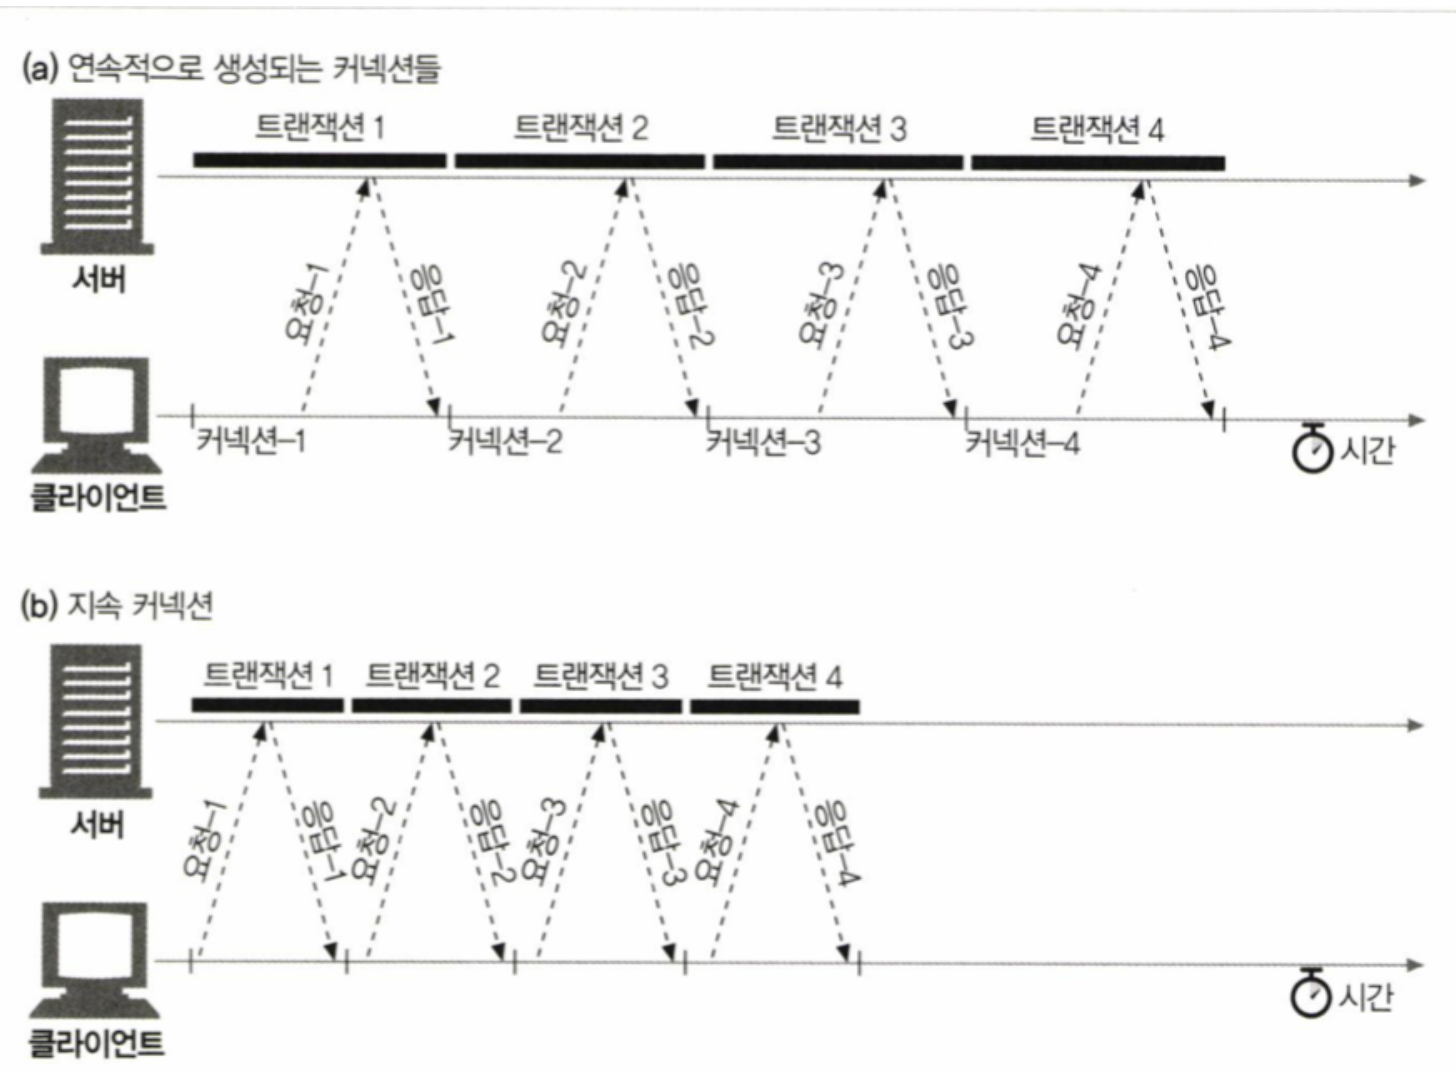 (a) 연속적으로 생성되는 커넥션들
트랜잭션 1 트랜잭션 2 트랜잭션 3 트랜잭션 4
서버
요청-1 응답-1 요청-2 응답-2 요청-3 응답-3 요청-4 응답-4
커넥션-1 커넥션-2 커넥션-3 커넥션-4
시간
클라이언트
(b) 지속 커넥션
트랜잭션 1 트랜잭션 2 트랜잭션 3 트랜잭션 4
서버
요청-1 응답-1 요청-2 응답-2 요청-3 응답-3 요청-4 응답-4
시간
클라이언트